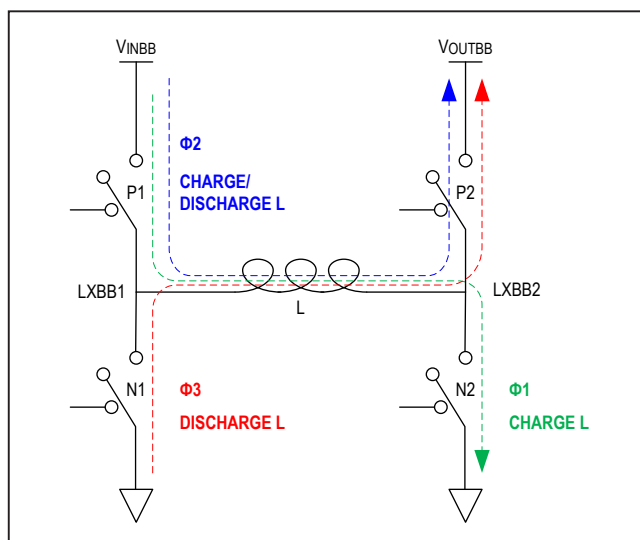 VINBB
VOUTBB
Φ2
CHARGE/
DISCHARGE L
P1
P2
LXBB1
L
LXBB2
N1
Φ3
DISCHARGE L
N2
Φ1
CHARGE L